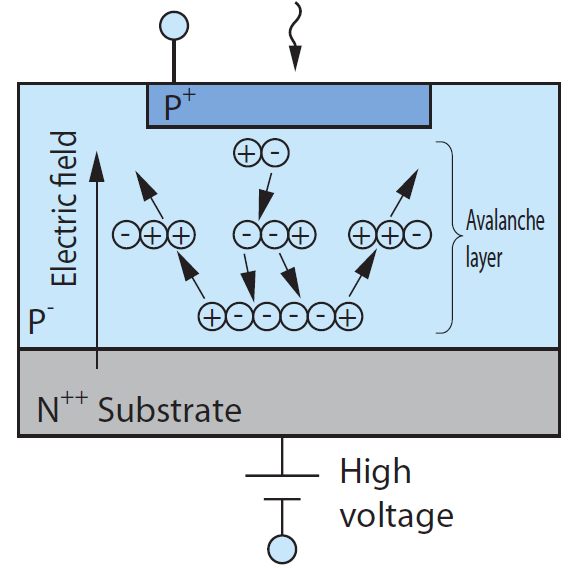 P+
+ -
Electric field
- + +
- - +
+ + -
Avalanche
layer
+ - - - - +
P-
N++ Substrate
High
voltage